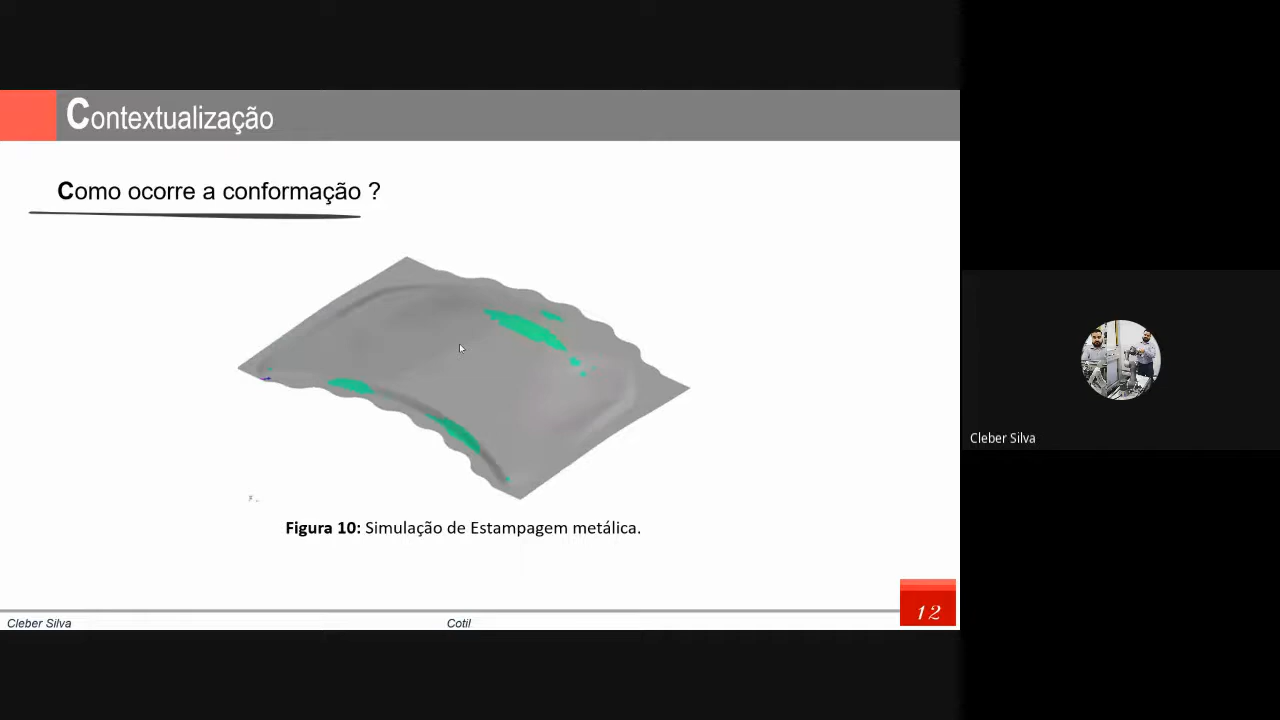 Contextualização
Como ocorre a conformação ?
Figura 10: Simulação de Estampagem metálica.
Cleber Silva
Cotil
12
Cleber Silva